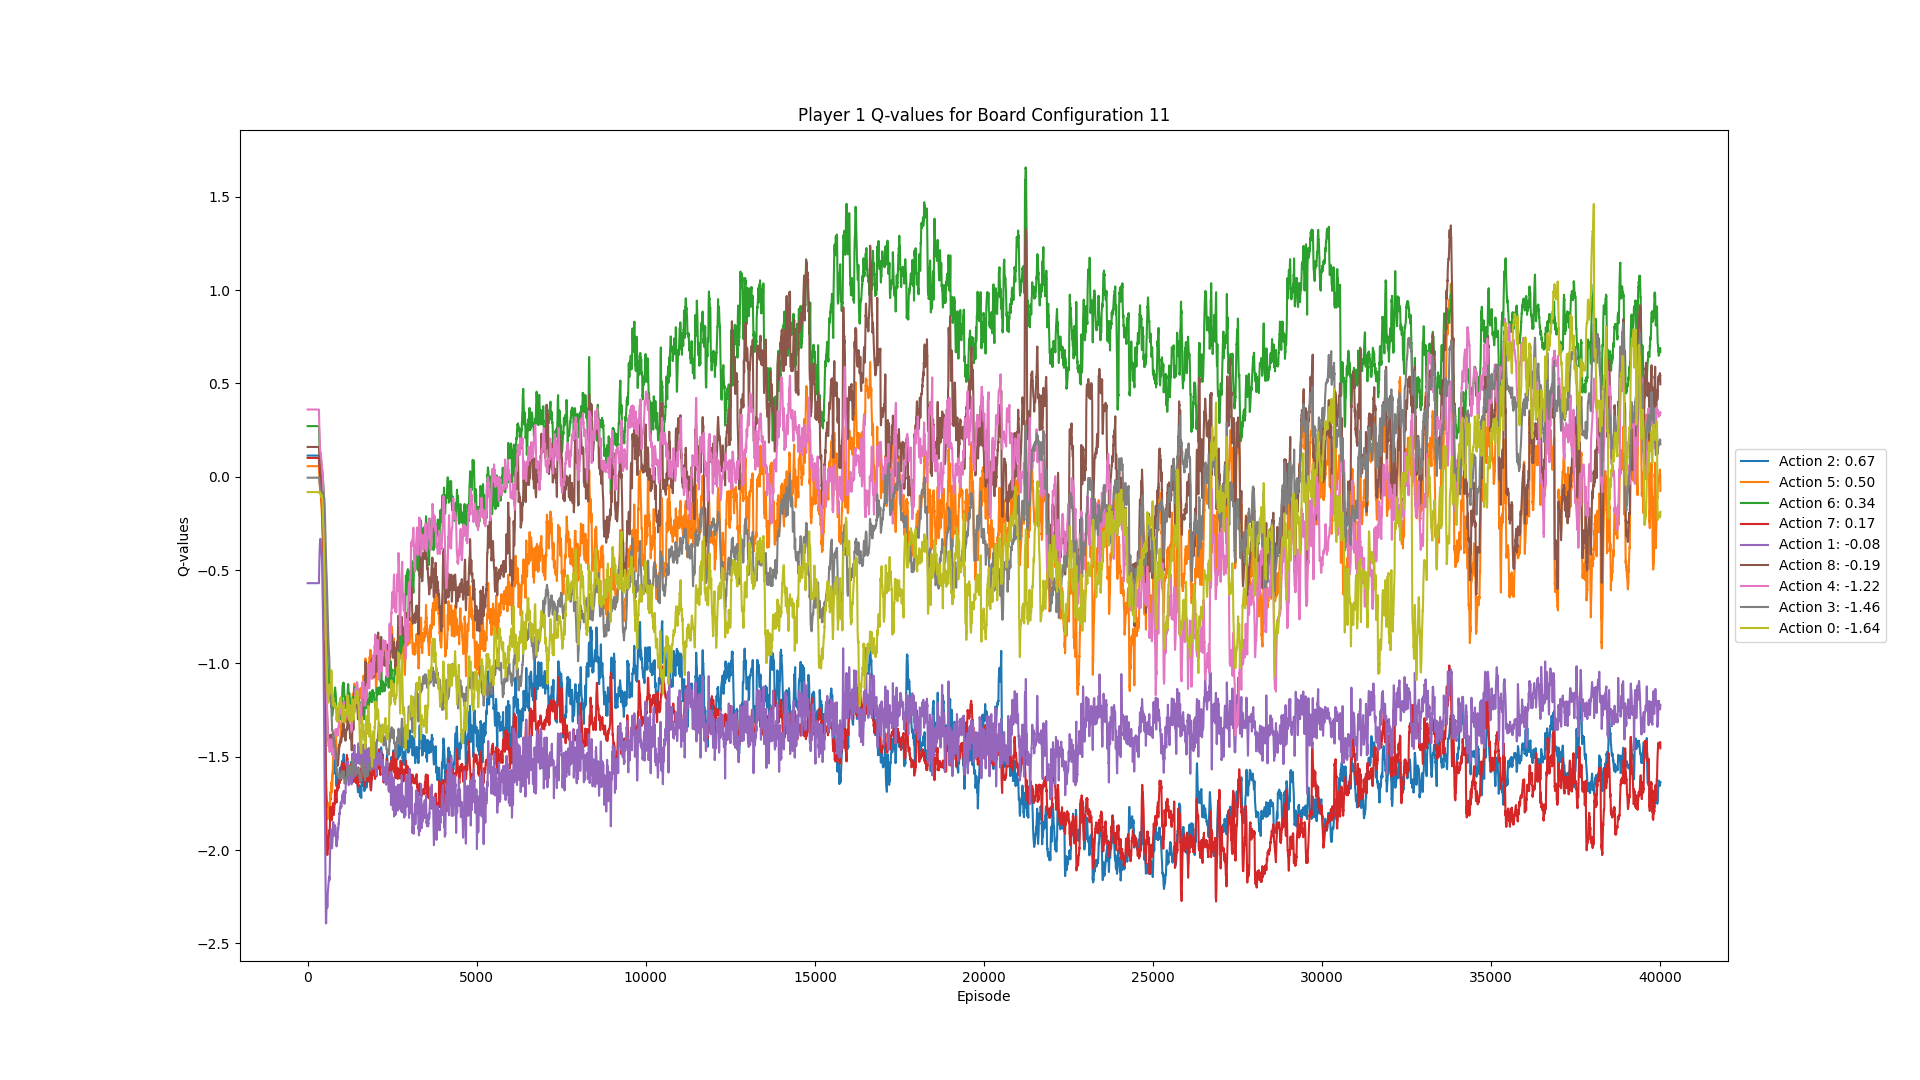 Player 1 Q-values for Board Configuration 11
1.5
1.0
0.5
0.0
−0.5
−1.0
−1.5
−2.0
−2.5
Q-values
0 5000 10000 15000 20000 25000 30000 35000 40000
Episode
Action 2: 0.67
Action 5: 0.50
Action 6: 0.34
Action 7: 0.17
Action 1: -0.08
Action 8: -0.19
Action 4: -1.22
Action 3: -1.46
Action 0: -1.64